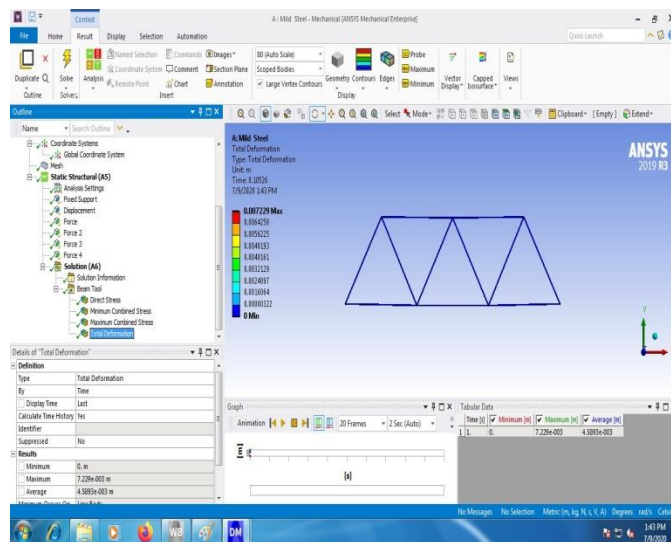 A : Mild Steel - Mechanical [ANSYS Mechanical Enterprise]
Context
File Home Result Display Selection Automation
Quick Launch
Named Selection Commands Images*
Coordinate System Comment Section Plane
Remote Point Chart Annotation
Duplicate Q Solve Analysis
Outline Solver Insert
80 (Auto Scale)
Scoped Bodies
Large Vertex Contours
Geometry Contours Edges
Probe
Maximum
Minimum
Vector Display* Capped Isosurface* Views
Display
Outline
Name Search Outline
Select Mode* Clipboard* [Empty] Extend*
Coordinate Systems
Global Coordinate System
Mesh
Static Structural (A5)
Analysis Settings
Fixed Support
Displacement
Force
Force 2
Force 3
Force 4
Solution (A6)
Solution Information
Beam Tool
Direct Stress
Minimum Combined Stress
Maximum Combined Stress
Total Deformation
A: Mild Steel
Total Deformation
Type: Total Deformation
Unit: m
Time: 0.10526
7/9/2020 1:43 PM
0.007229 Max
0.0064258
0.0056225
0.0048193
0.0040161
0.0032129
0.0024097
0.0016064
0.00080322
0 Min
ANSYS
2019 R3
Y
Details of "Total Deformation"
Definition
Type Total Deformation
By Time
Display Time Last
Calculate Time History Yes
Identifier
Suppressed No
Results
Minimum 0. m
Maximum 7.229e-003 m
Average 4.5893e-003 m
Graph
Animation 20 Frames 2 Sec (Auto)
[s]
Tabular Data
Time [s] Minimum [m] Maximum [m] Average [m]
1 1. 0. 7.229e-003 4.5893e-003
No Messages No Selection Metric (m, kg, N, s, V, A) Degrees rad/s
WB DM
1:43 PM
7/9/2020